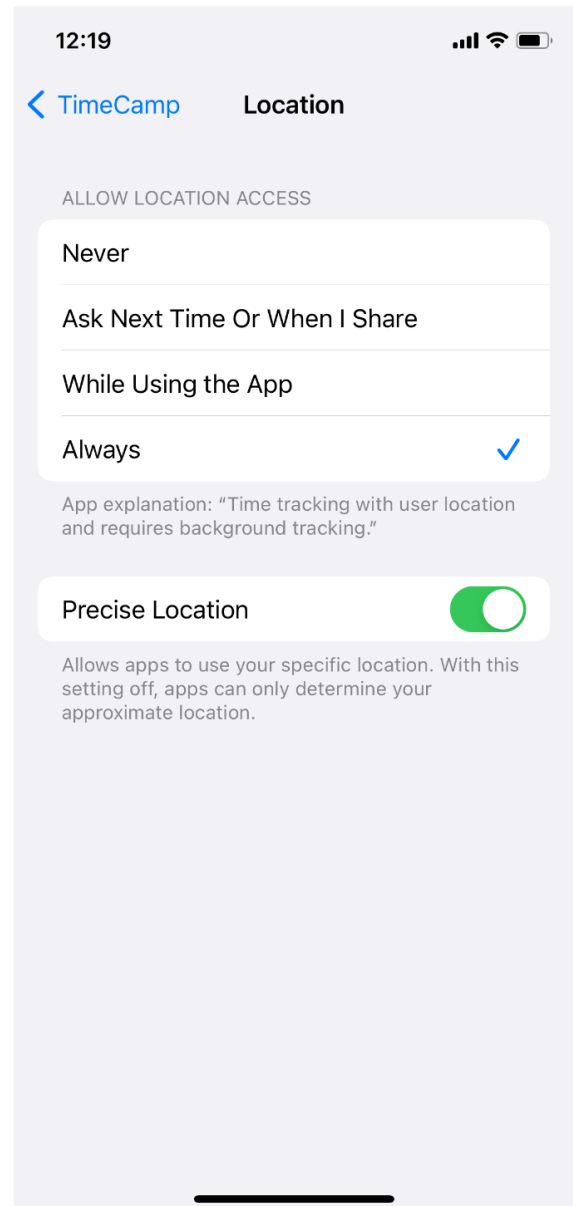 12:19
TimeCamp
Location
ALLOW LOCATION ACCESS
Never
Ask Next Time Or When I Share
While Using the App
Always
App explanation: “Time tracking with user location
and requires background tracking.”
Precise Location
Allows apps to use your specific location. With this
setting off, apps can only determine your
approximate location.